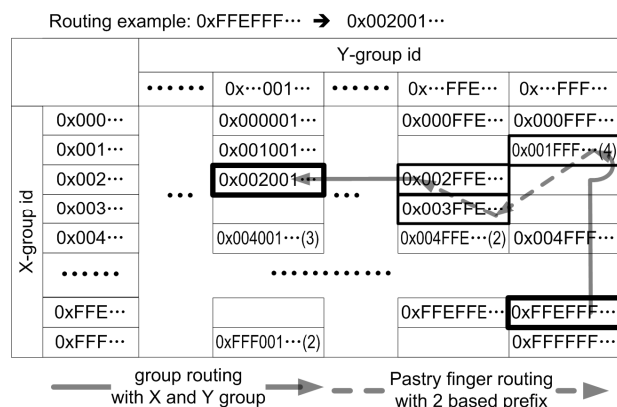 Routing example: 0xFFEFFF··· ➔ 0x002001···
Y-group id
······ 0x···001··· ······ 0x···FFE··· 0x···FFF···
X-group id
0x000··· 0x000001··· 0x000FFE··· 0x000FFF···
0x001··· 0x001001··· 0x001FFF···(4)
0x002··· 0x002001··· 0x002FFE···
··· ···
0x003··· 0x003FFE···
0x004··· 0x004001···(3) 0x004FFE···(2) 0x004FFF···
······ ···········
0xFFE··· 0xFFEFFE··· 0xFFEFFF···
0xFFF··· 0xFFF001···(2) 0xFFFFFF···
group routing
with X and Y group
Pastry finger routing
with 2 based prefix